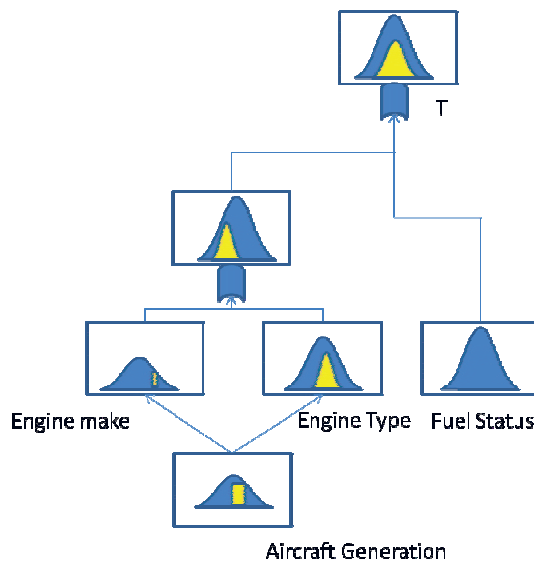 T
Engine make
Engine Type
Fuel Status
Aircraft Generation